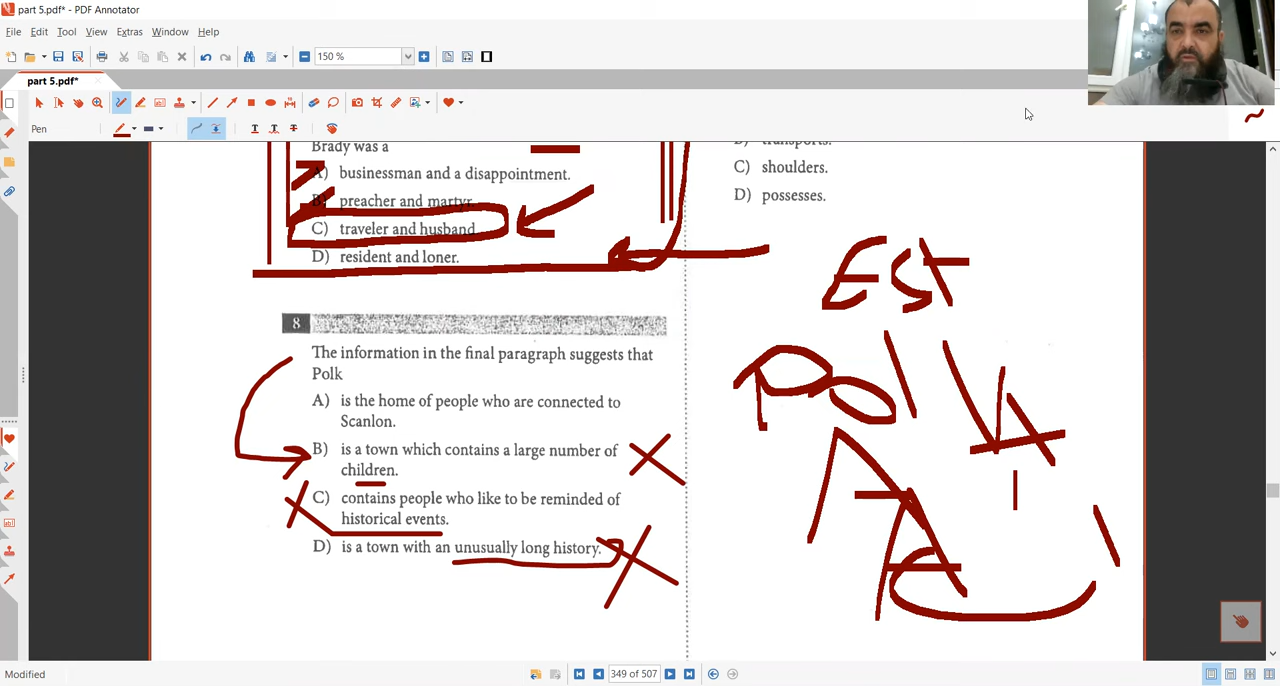 part 5.pdf* - PDF Annotator
File Edit Tool View Extras Window Help
150 %
part 5.pdf*
Pen
Brady was a
A) businessman and a disappointment.
B) preacher and martyr.
C) traveler and husband
D) resident and loner.
D) transports.
C) shoulders.
D) possesses.
8
The information in the final paragraph suggests that
Polk
A) is the home of people who are connected to
Scanlon.
B) is a town which contains a large number of
children.
C) contains people who like to be reminded of
historical events.
D) is a town with an unusually long history.
EST
Modified
349 of 507